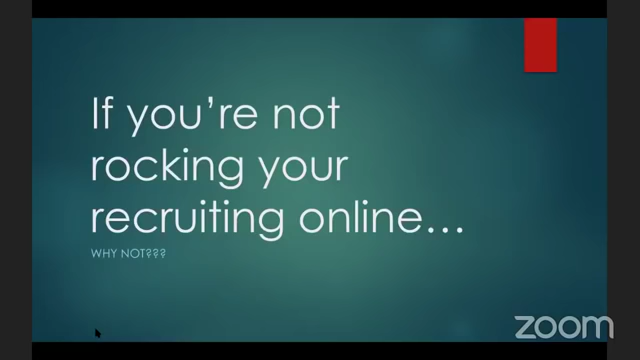 If you're not
rocking your
recruiting online…
WHY NOT???
zoom